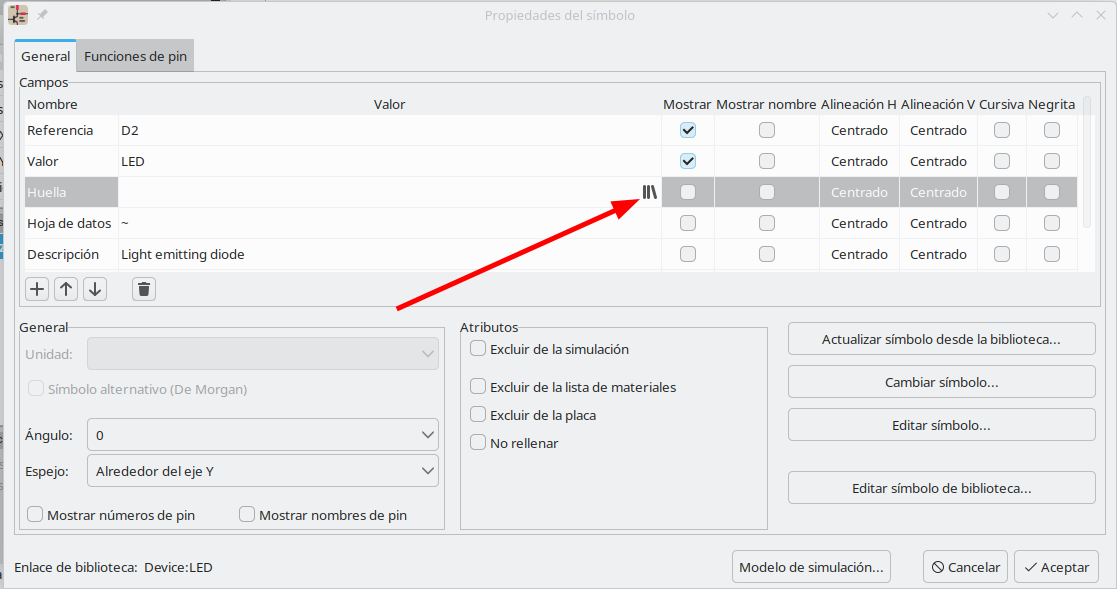 Propiedades del símbolo
General Funciones de pin
Campos
Nombre Valor Mostrar Mostrar nombre Alineación H Alineación V Cursiva Negrita
Referencia D2 Centrado Centrado
Valor LED Centrado Centrado
Huella Centrado Centrado
Hoja de datos ~ Centrado Centrado
Descripción Light emitting diode Centrado Centrado
General
Unidad:
Símbolo alternativo (De Morgan)
Ángulo: 0
Espejo: Alrededor del eje Y
Mostrar números de pin Mostrar nombres de pin
Atributos
Excluir de la simulación
Excluir de la lista de materiales
Excluir de la placa
No rellenar
Actualizar símbolo desde la biblioteca...
Cambiar símbolo...
Editar símbolo...
Editar símbolo de biblioteca...
Enlace de biblioteca: Device:LED
Modelo de simulación... Cancelar Aceptar